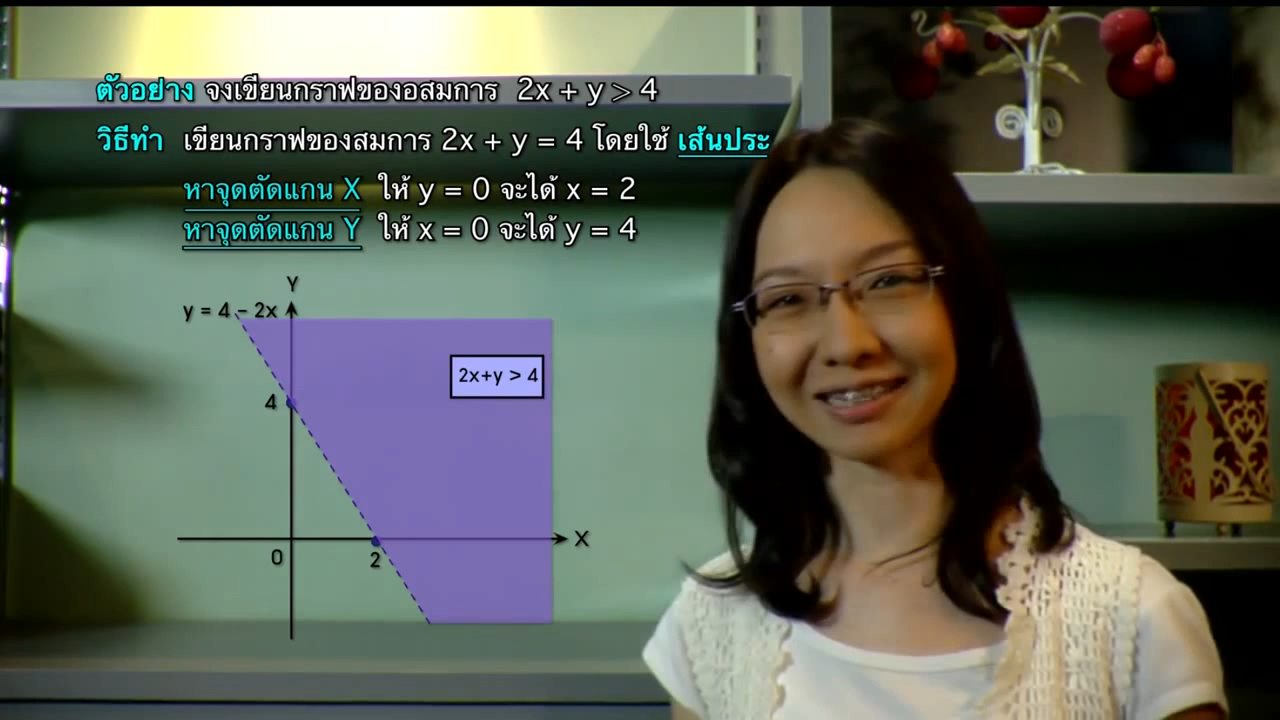 ตัวอย่าง จงเขียนกราฟของอสมการ 2x + y > 4
วิธีทำ เขียนกราฟของสมการ 2x + y = 4 โดยใช้ เส้นประ
หาจุดตัดแกน X ให้ y = 0 จะได้ x = 2
หาจุดตัดแกน Y ให้ x = 0 จะได้ y = 4
Y
y = 4 - 2x
2x+y > 4
4
X
0
2